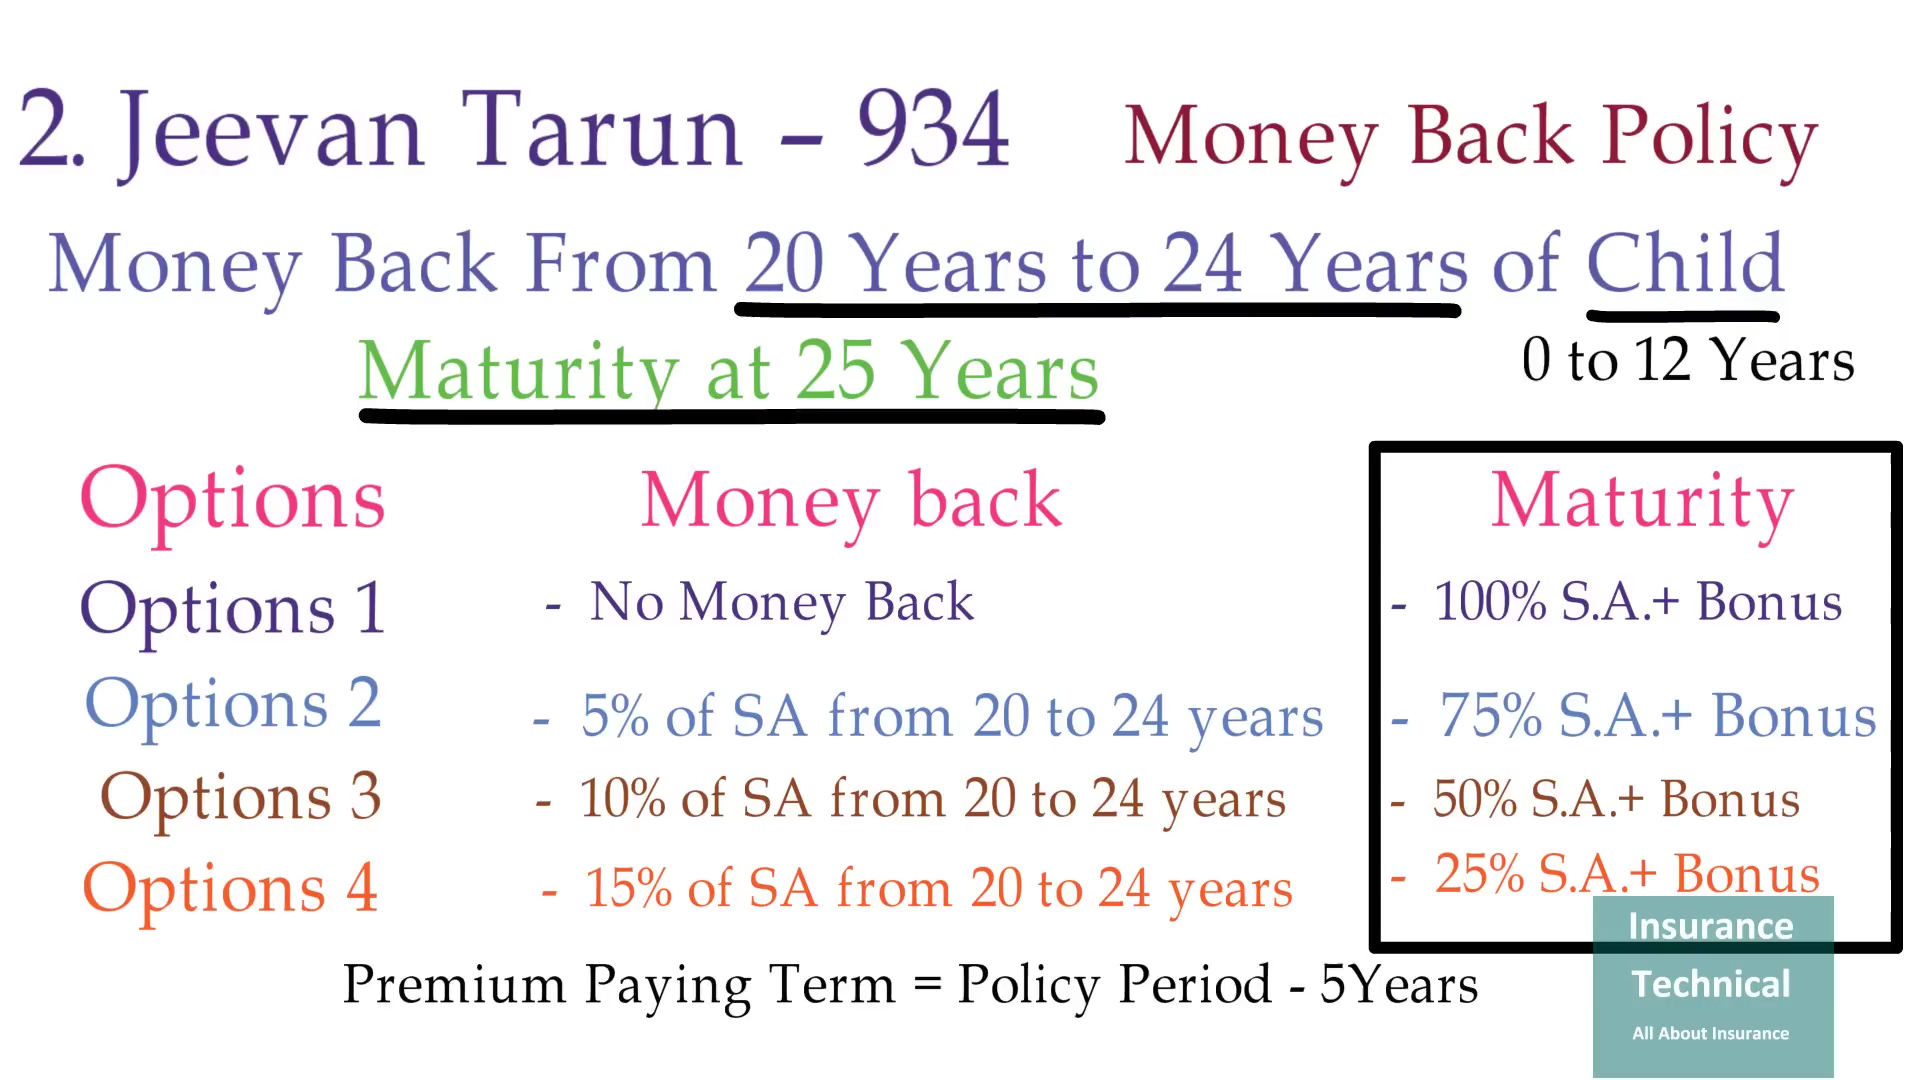 2. Jeevan Tarun – 934 Money Back Policy
Money Back From 20 Years to 24 Years of Child
Maturity at 25 Years 0 to 12 Years
Options Money back Maturity
Options 1 - No Money Back - 100% S.A.+ Bonus
Options 2 - 5% of SA from 20 to 24 years - 75% S.A.+ Bonus
Options 3 - 10% of SA from 20 to 24 years - 50% S.A.+ Bonus
Options 4 - 15% of SA from 20 to 24 years - 25% S.A.+ Bonus
Premium Paying Term = Policy Period - 5Years
Insurance
Technical
All About Insurance